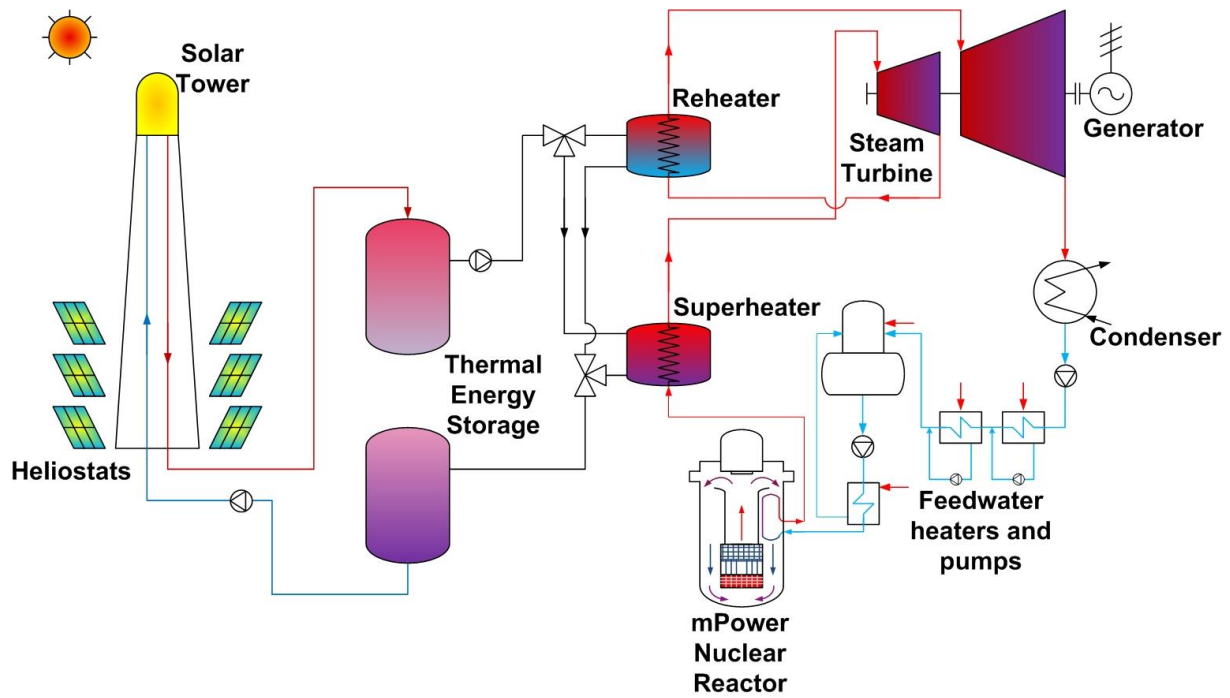 Solar
Tower
Reheater
Steam
Turbine
Generator
Superheater
Condenser
Thermal
Energy
Storage
Heliostats
Feedwater
heaters and
pumps
mPower
Nuclear
Reactor